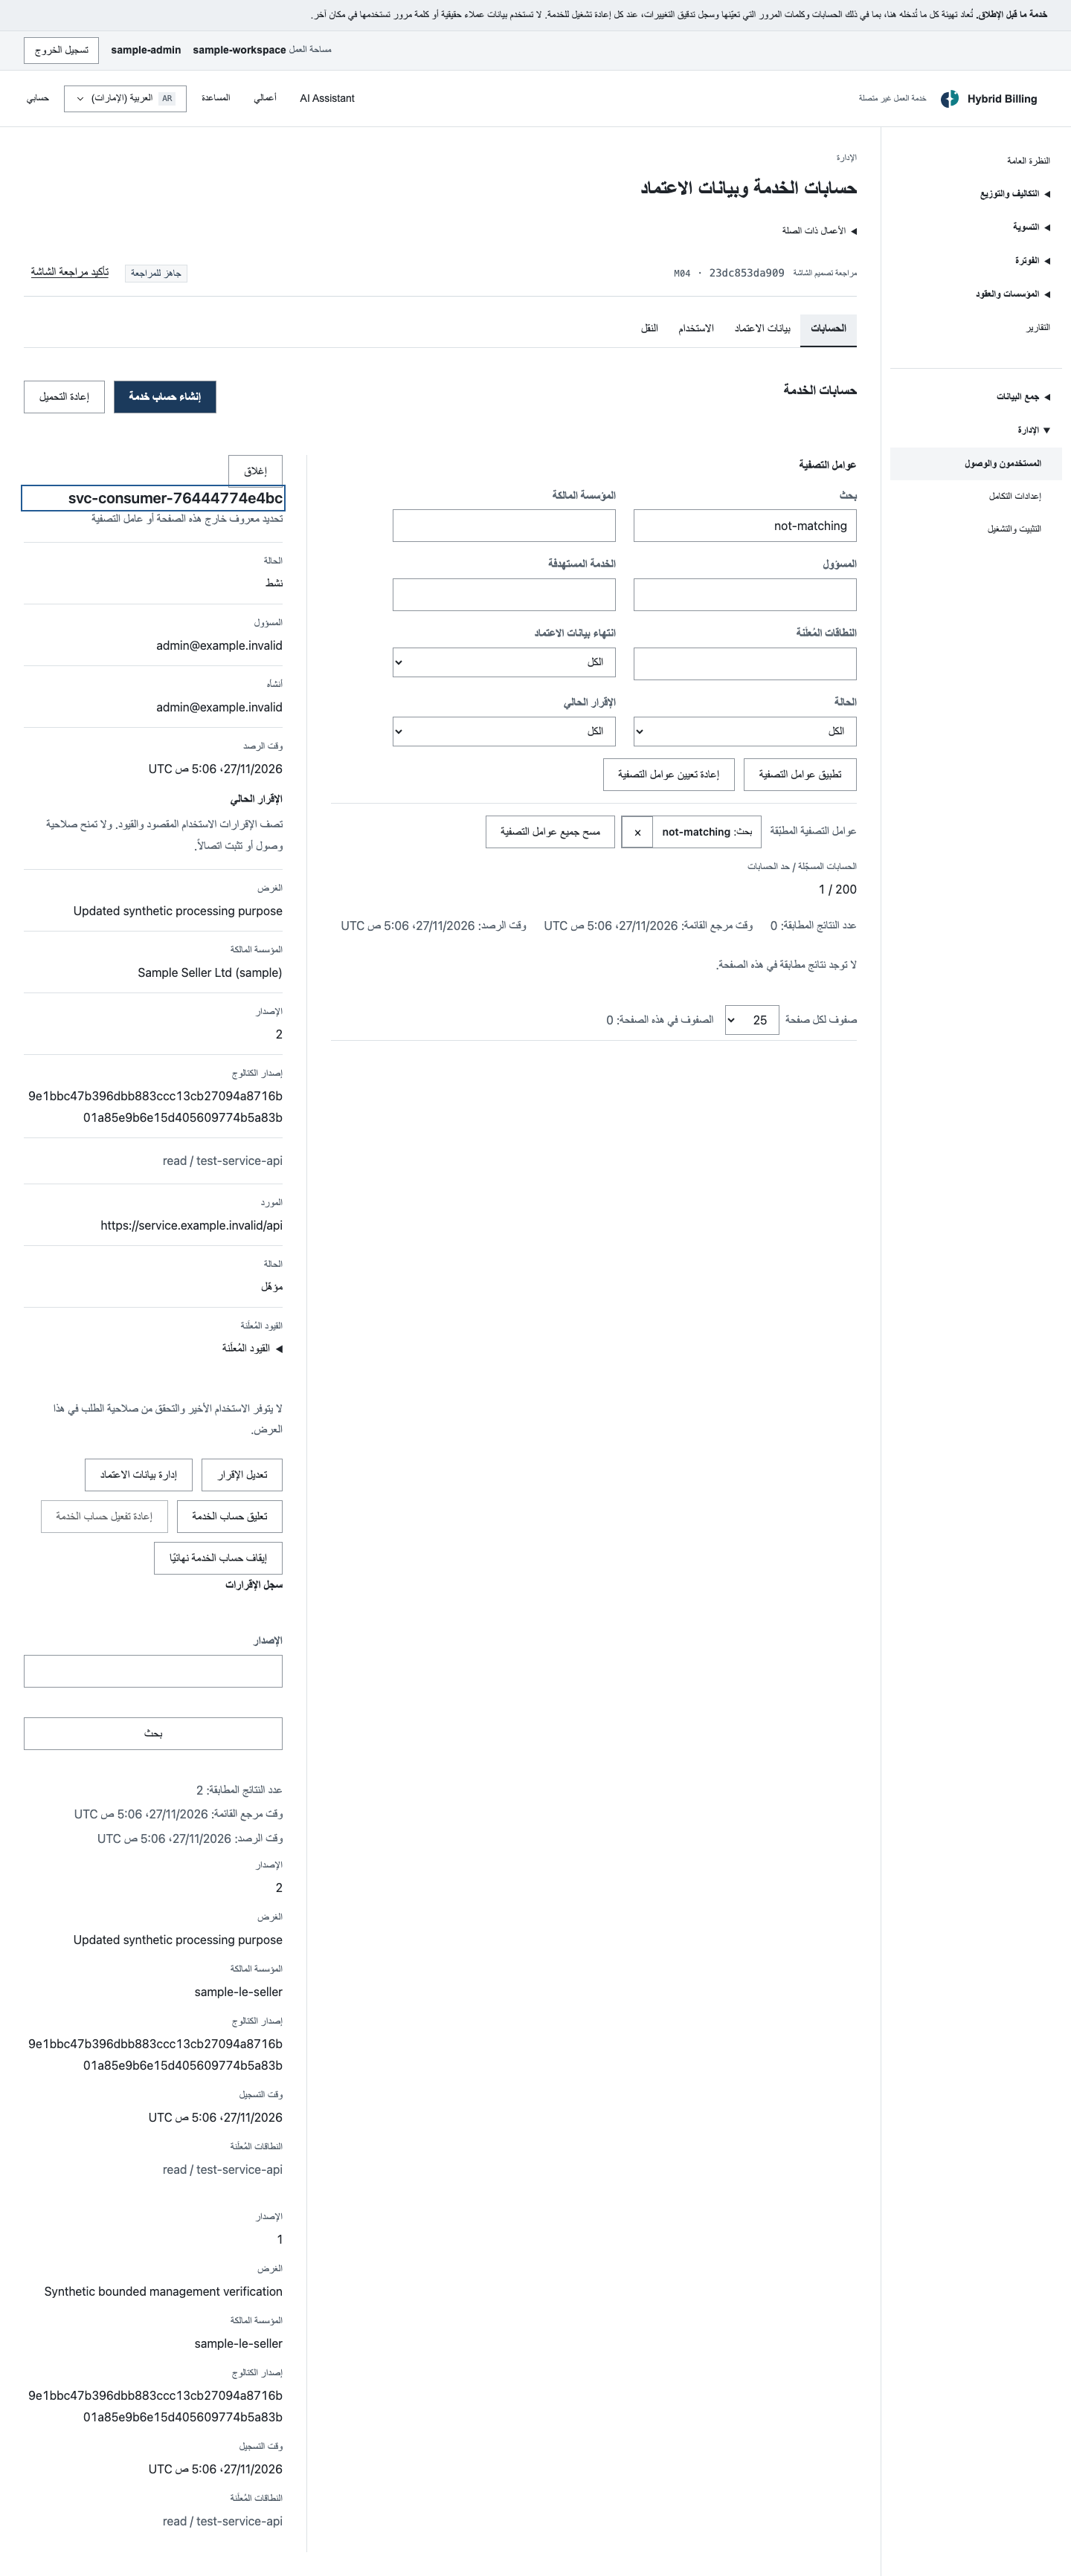 خدمة ما قبل الإطلاق. تُعاد تهيئة كل ما تُدخله هنا، بما في ذلك الحسابات وكلمات المرور التي تعيّنها وسجل تدقيق التغييرات، عند كل إعادة تشغيل للخدمة. لا تستخدم بيانات عملاء حقيقية أو كلمة مرور تستخدمها في مكان آخر.
مساحة العمل sample-workspace sample-admin تسجيل الخروج
Hybrid Billing خدمة العمل غير متصلة AI Assistant أعمالي المساعدة AR العربية (الإمارات) حسابي
النظرة العامة
التكاليف والتوزيع
التسوية
الفوترة
المؤسسات والعقود
التقارير
جمع البيانات
الإدارة
المستخدمون والوصول
إعدادات التكامل
التثبيت والتشغيل
الإدارة
حسابات الخدمة وبيانات الاعتماد
الأعمال ذات الصلة
مراجعة تصميم الشاشة M04 · 23dc853da909 جاهز للمراجعة تأكيد مراجعة الشاشة
الحسابات بيانات الاعتماد الاستخدام النقل
حسابات الخدمة إنشاء حساب خدمة إعادة التحميل
عوامل التصفية
بحث المؤسسة المالكة
not-matching
المسؤول الخدمة المستهدفة
النطاقات المُعلَنة انتهاء بيانات الاعتماد
الكل
الحالة الإقرار الحالي
الكل الكل
تطبيق عوامل التصفية إعادة تعيين عوامل التصفية
عوامل التصفية المطبّقة بحث: not-matching × مسح جميع عوامل التصفية
الحسابات المسجّلة / حد الحسابات
1 / 200
عدد النتائج المطابقة: 0 وقت مرجع القائمة: 27/11/2026، 5:06 ص UTC وقت الرصد: 27/11/2026، 5:06 ص UTC
لا توجد نتائج مطابقة في هذه الصفحة.
صفوف لكل صفحة 25 الصفوف في هذه الصفحة: 0
إغلاق
svc-consumer-76444774e4bc
تحديد معروف خارج هذه الصفحة أو عامل التصفية
الحالة
نشط
المسؤول
admin@example.invalid
أنشأه
admin@example.invalid
وقت الرصد
27/11/2026، 5:06 ص UTC
الإقرار الحالي
تصف الإقرارات الاستخدام المقصود والقيود. ولا تمنح صلاحية
وصول أو تثبت اتصالاً.
الغرض
Updated synthetic processing purpose
المؤسسة المالكة
Sample Seller Ltd (sample)
الإصدار
2
إصدار الكتالوج
9e1bbc47b396dbb883ccc13cb27094a8716b
01a85e9b6e15d405609774b5a83b
read / test-service-api
المورد
https://service.example.invalid/api
الحالة
مؤهّل
القيود المُعلَنة
القيود المُعلَنة
لا يتوفر الاستخدام الأخير والتحقق من صلاحية الطلب في هذا
العرض.
تعديل الإقرار إدارة بيانات الاعتماد
تعليق حساب الخدمة إعادة تفعيل حساب الخدمة
إيقاف حساب الخدمة نهائيًا
سجل الإقرارات
الإصدار
بحث
عدد النتائج المطابقة: 2
وقت مرجع القائمة: 27/11/2026، 5:06 ص UTC
وقت الرصد: 27/11/2026، 5:06 ص UTC
الإصدار
2
الغرض
Updated synthetic processing purpose
المؤسسة المالكة
sample-le-seller
إصدار الكتالوج
9e1bbc47b396dbb883ccc13cb27094a8716b
01a85e9b6e15d405609774b5a83b
وقت التسجيل
27/11/2026، 5:06 ص UTC
النطاقات المُعلَنة
read / test-service-api
الإصدار
1
الغرض
Synthetic bounded management verification
المؤسسة المالكة
sample-le-seller
إصدار الكتالوج
9e1bbc47b396dbb883ccc13cb27094a8716b
01a85e9b6e15d405609774b5a83b
وقت التسجيل
27/11/2026، 5:06 ص UTC
النطاقات المُعلَنة
read / test-service-api